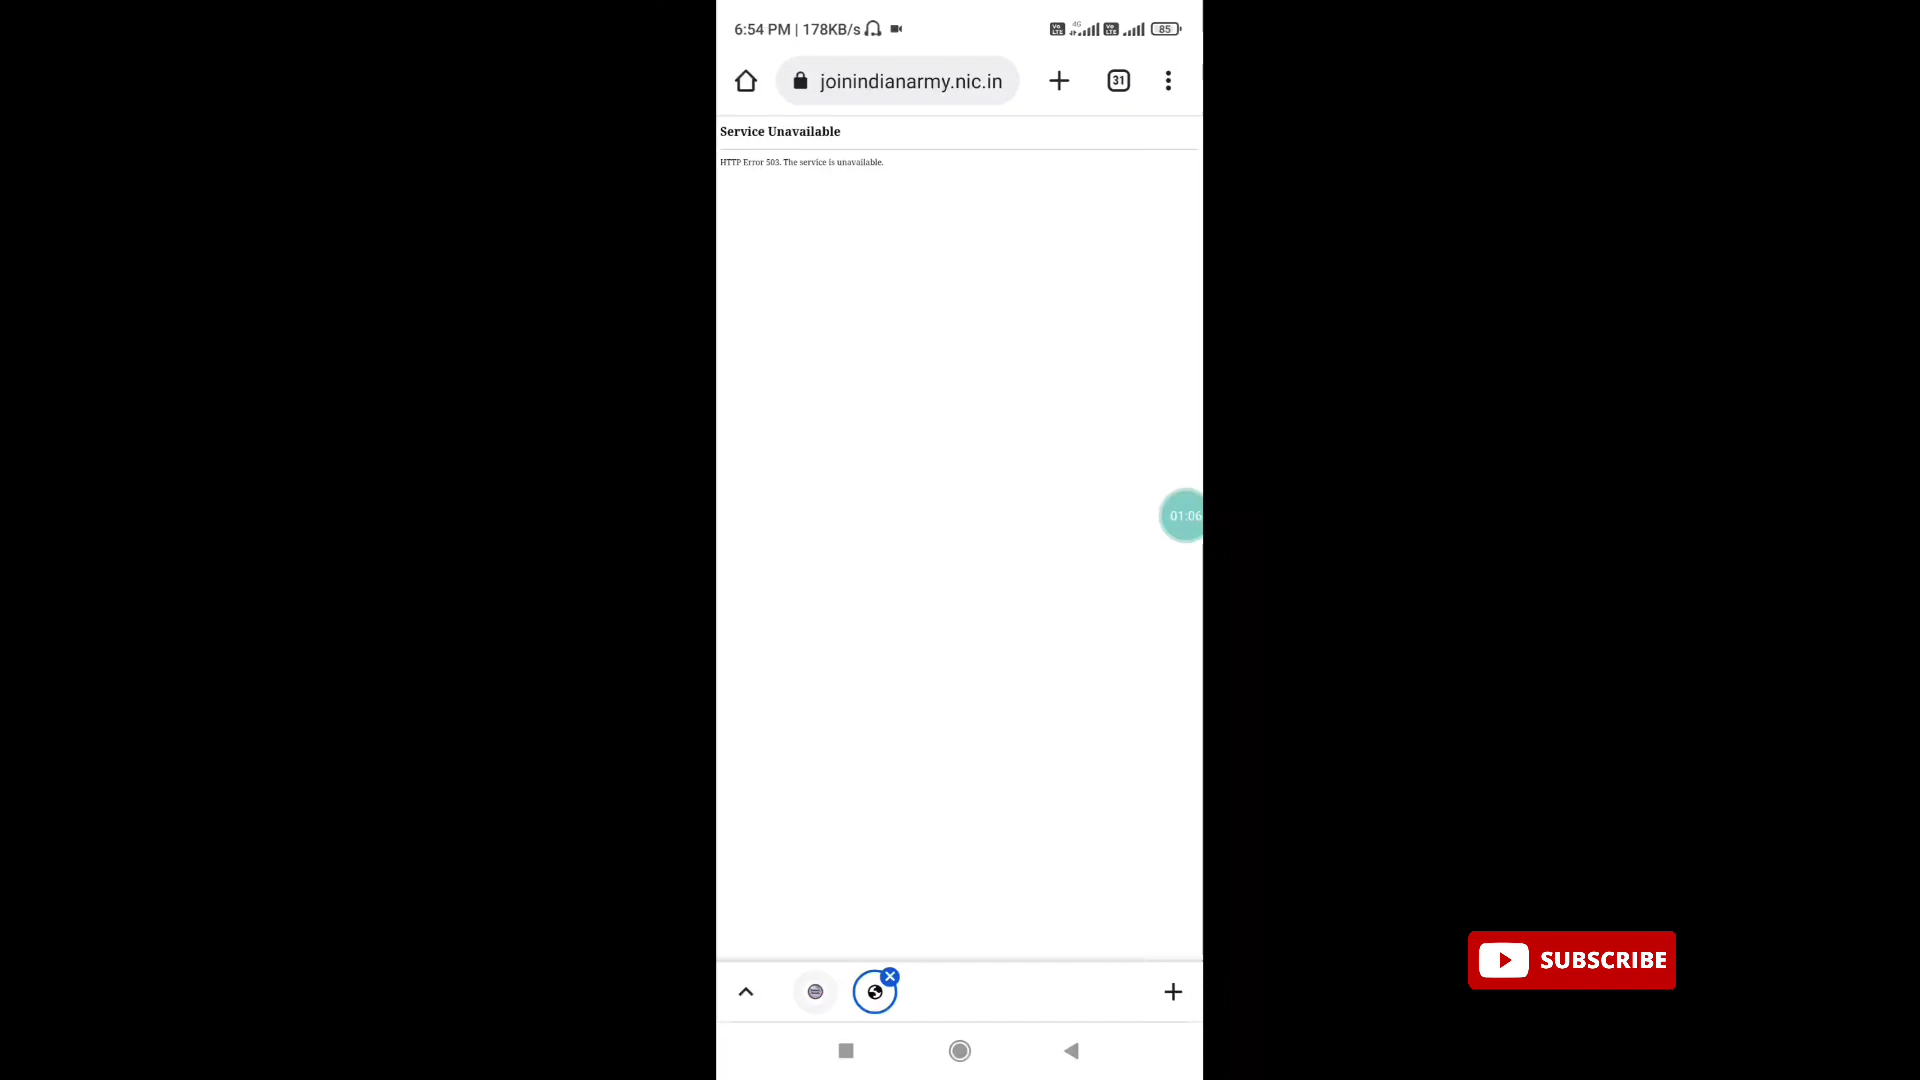 6:54 PM | 178KB/s
4G
85
joinindianarmy.nic.in
31
Service Unavailable
HTTP Error 503. The service is unavailable.
01:06
SUBSCRIBE